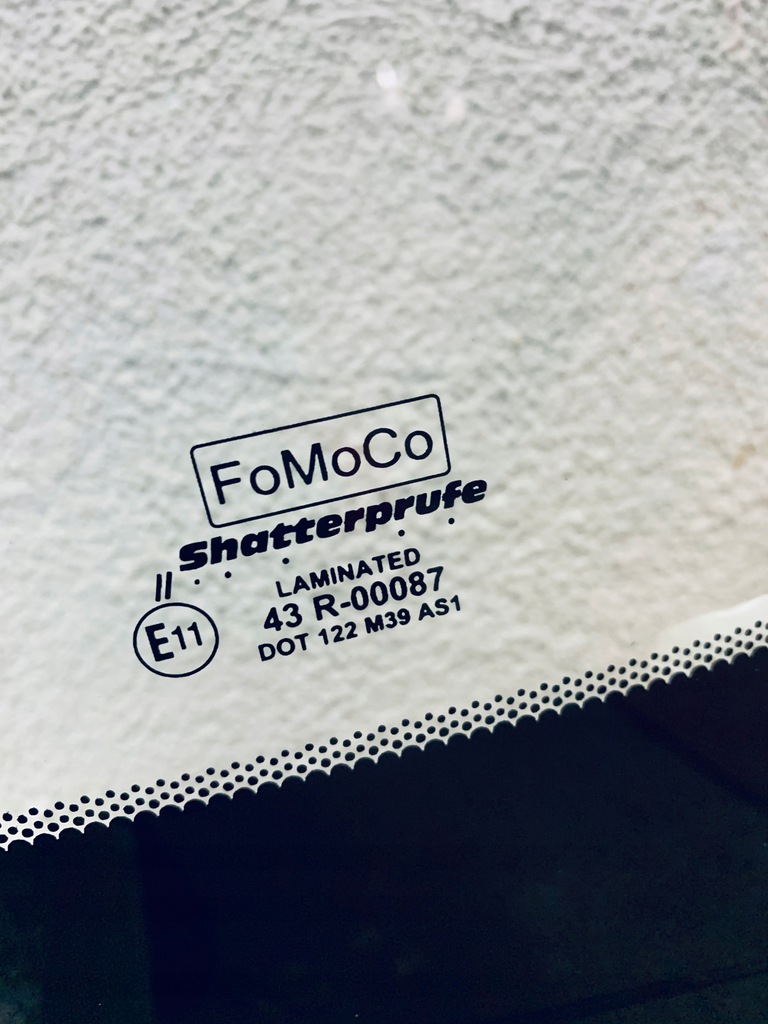 FoMoCo
Shatterprufe
LAMINATED
43 R-00087
E11
DOT 122 M39 AS1